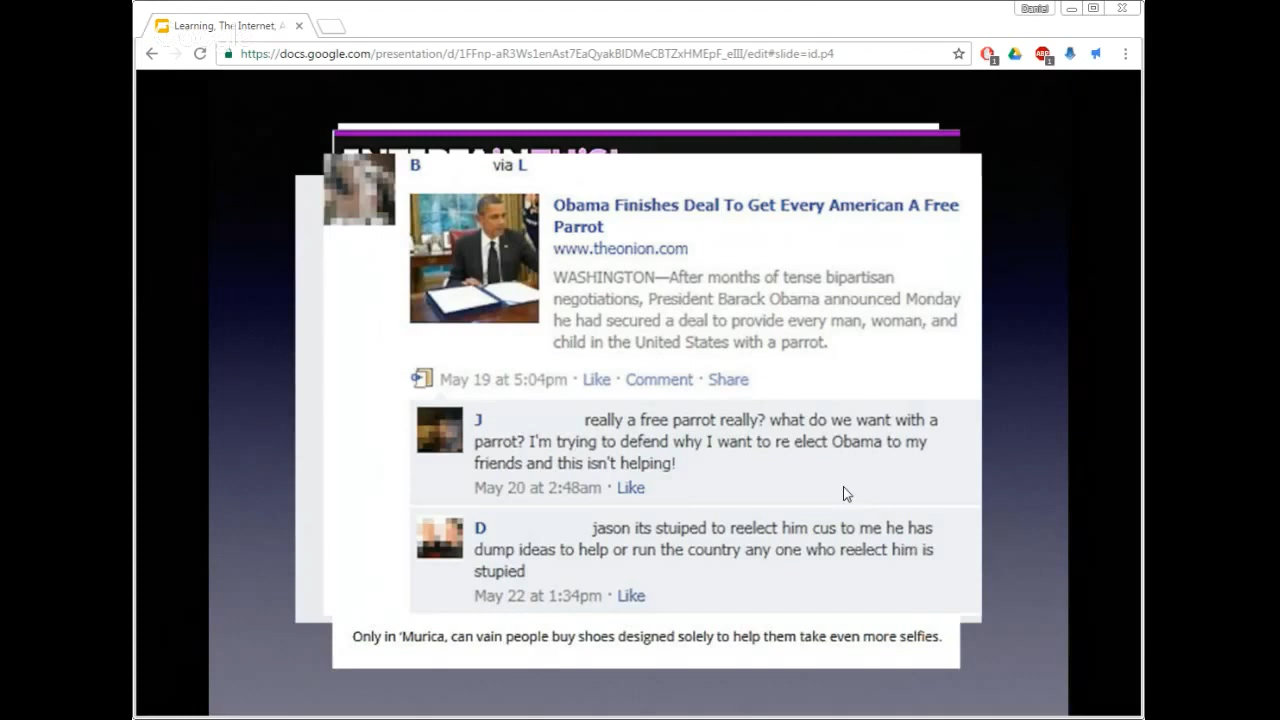 Daniel
Learning, The Internet, A
https://docs.google.com/presentation/d/1FFnp-aR3Ws1enAst7EaQyakBlDMeCBTZxHMEpF_eIII/edit#slide=id.p4
B via L
Obama Finishes Deal To Get Every American A Free
Parrot
www.theonion.com
WASHINGTON—After months of tense bipartisan
negotiations, President Barack Obama announced Monday
he had secured a deal to provide every man, woman, and
child in the United States with a parrot.
May 19 at 5:04pm · Like · Comment · Share
J really a free parrot really? what do we want with a
parrot? I'm trying to defend why I want to re elect Obama to my
friends and this isn't helping!
May 20 at 2:48am · Like
D jason its stuiped to reelect him cus to me he has
dump ideas to help or run the country any one who reelect him is
stupied
May 22 at 1:34pm · Like
Only in ‘Murica, can vain people buy shoes designed solely to help them take even more selfies.